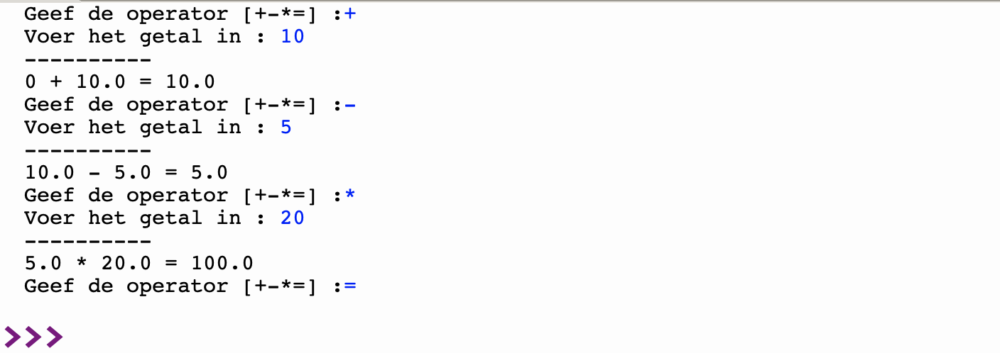 Geef de operator [+-*=] :+
Voer het getal in : 10
----------
0 + 10.0 = 10.0
Geef de operator [+-*=] :-
Voer het getal in : 5
----------
10.0 - 5.0 = 5.0
Geef de operator [+-*=] :*
Voer het getal in : 20
----------
5.0 * 20.0 = 100.0
Geef de operator [+-*=] :=
>>>